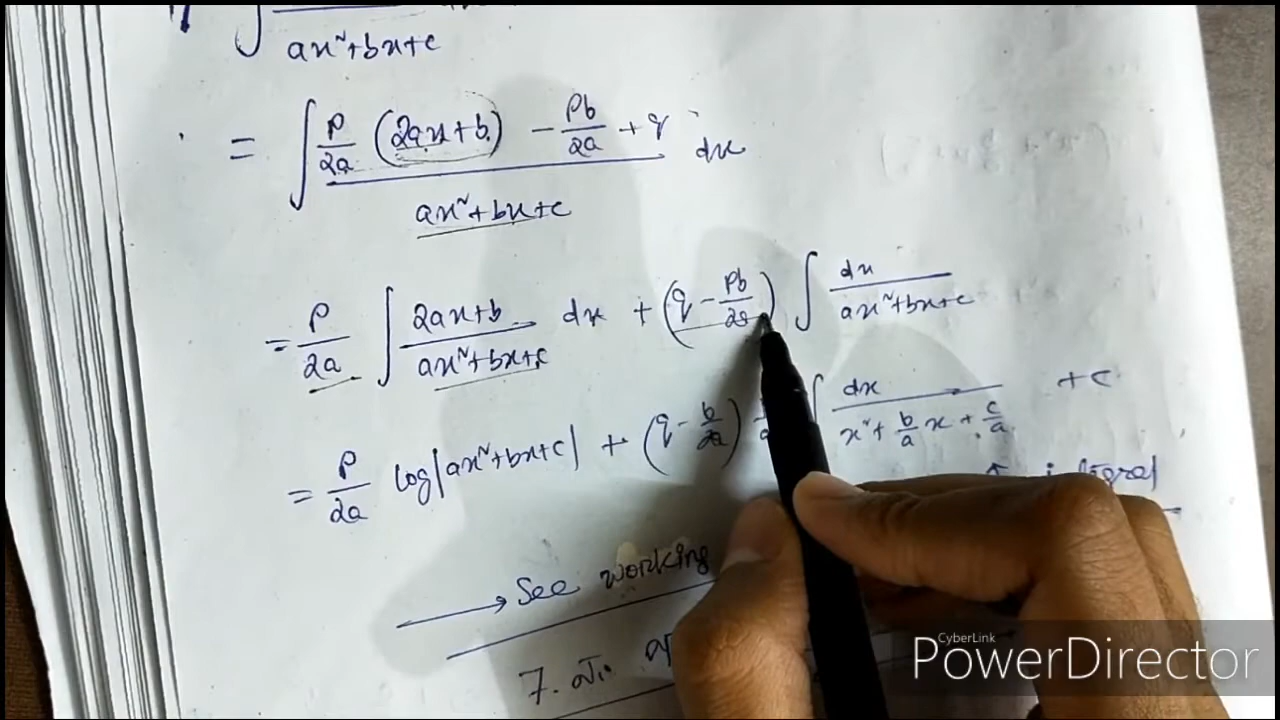 ax²+bx+c
= ∫ P/2a (2ax+b) - Pb/2a + q dx
ax²+bx+c
= P/2a ∫ 2ax+b / ax²+bx+c dx + (q - Pb/2a) ∫ dx / ax²+bx+c
= P/2a log|ax²+bx+c| + (q - b/2a) ∫ dx / x² + b/a x + c/a + c
→ See working
7.
CyberLink
PowerDirector